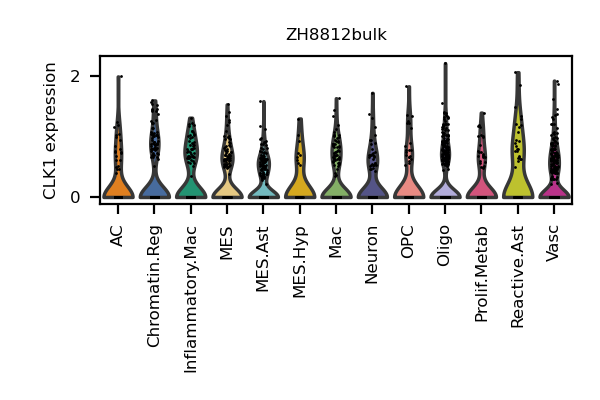 ZH8812bulk
CLK1 expression
2
0
AC
Chromatin.Reg
Inflammatory.Mac
MES
MES.Ast
MES.Hyp
Mac
Neuron
OPC
Oligo
Prolif.Metab
Reactive.Ast
Vasc